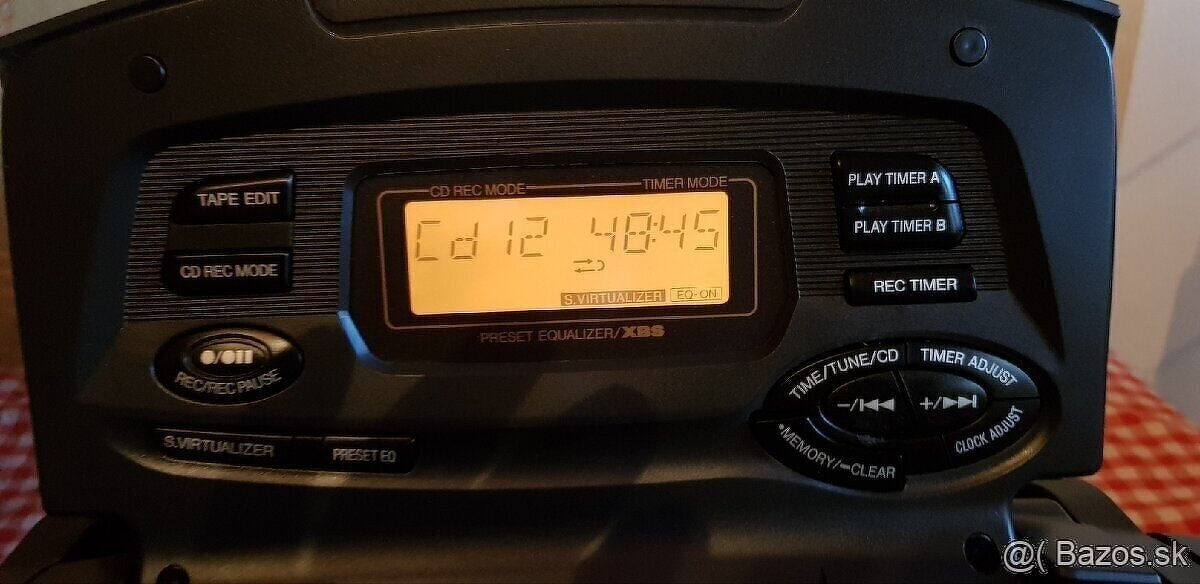 CD REC MODE TIMER MODE
Cd 12 48:45
S.VIRTUALIZER EQ-ON
PRESET EQUALIZER/XBS
TAPE EDIT
CD REC MODE
REC/REC PAUSE
S.VIRTUALIZER PRESET EQ
PLAY TIMER A
PLAY TIMER B
REC TIMER
TIME/TUNE/CD TIMER ADJUST
−/⏮ +/⏭
•MEMORY/━CLEAR CLOCK ADJUST
@( Bazos.sk